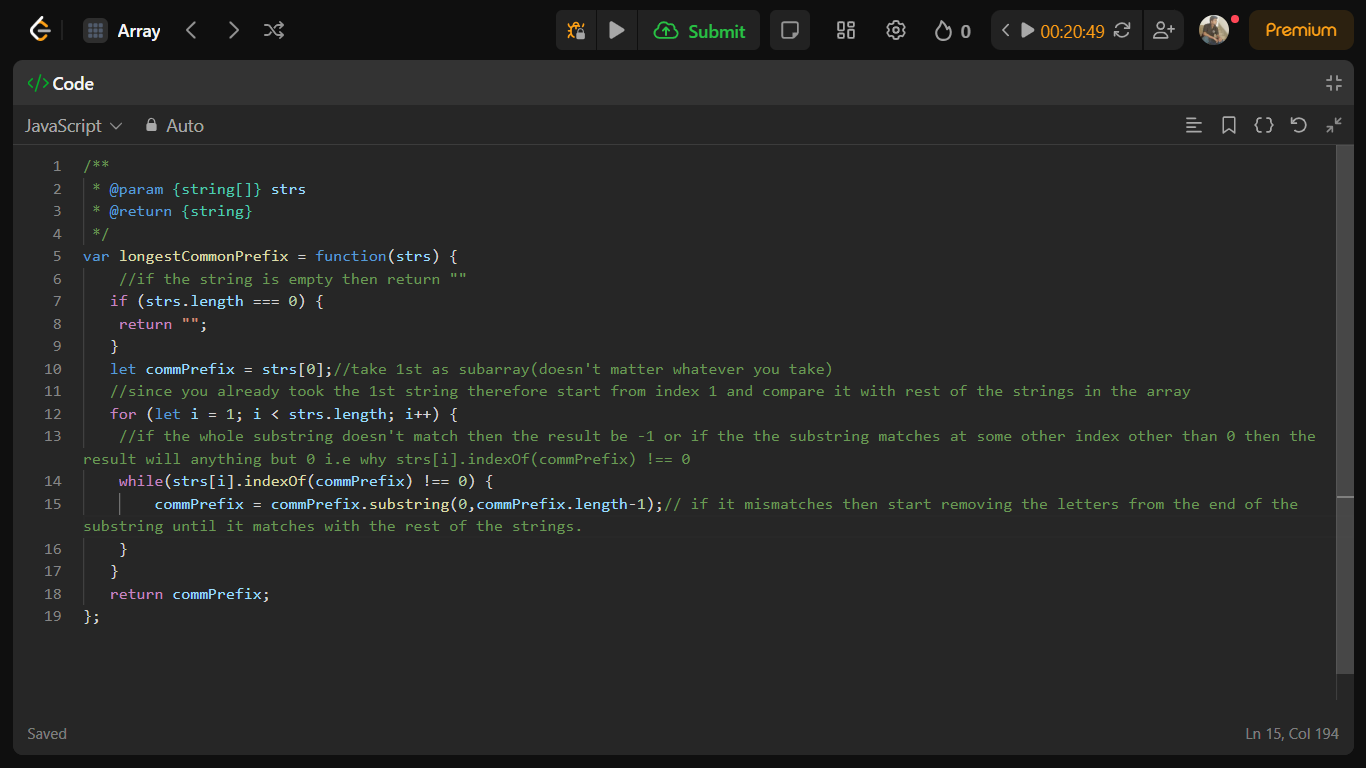 Array
Submit
0
00:20:49
Premium
</> Code
JavaScript
Auto
1 /**
2 * @param {string[]} strs
3 * @return {string}
4 */
5 var longestCommonPrefix = function(strs) {
6 //if the string is empty then return ""
7 if (strs.length === 0) {
8 return "";
9 }
10 let commPrefix = strs[0];//take 1st as subarray(doesn't matter whatever you take)
11 //since you already took the 1st string therefore start from index 1 and compare it with rest of the strings in the array
12 for (let i = 1; i < strs.length; i++) {
13 //if the whole substring doesn't match then the result be -1 or if the the substring matches at some other index other than 0 then the
result will anything but 0 i.e why strs[i].indexOf(commPrefix) !== 0
14 while(strs[i].indexOf(commPrefix) !== 0) {
15 commPrefix = commPrefix.substring(0,commPrefix.length-1);// if it mismatches then start removing the letters from the end of the
substring until it matches with the rest of the strings.
16 }
17 }
18 return commPrefix;
19 };
Saved
Ln 15, Col 194